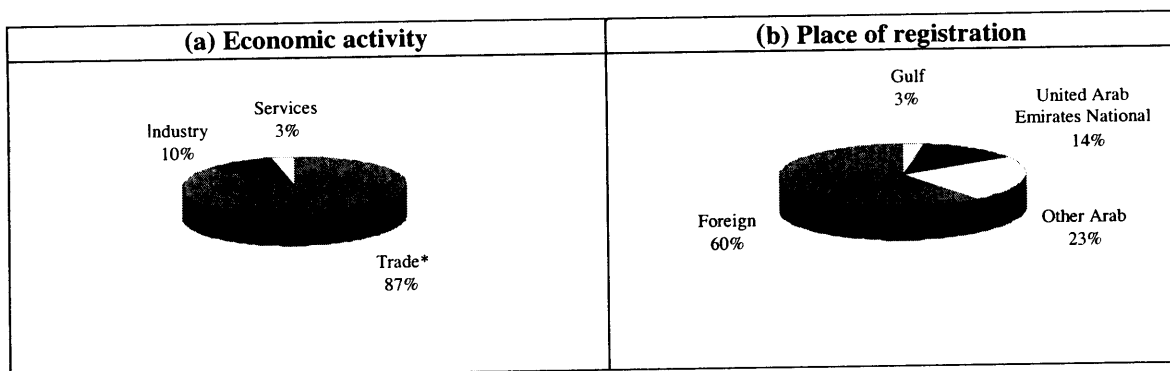 (a) Economic activity
Services
3%
Industry
10%
Trade*
87%
(b) Place of registration
Gulf
3%
United Arab
Emirates National
14%
Other Arab
23%
Foreign
60%